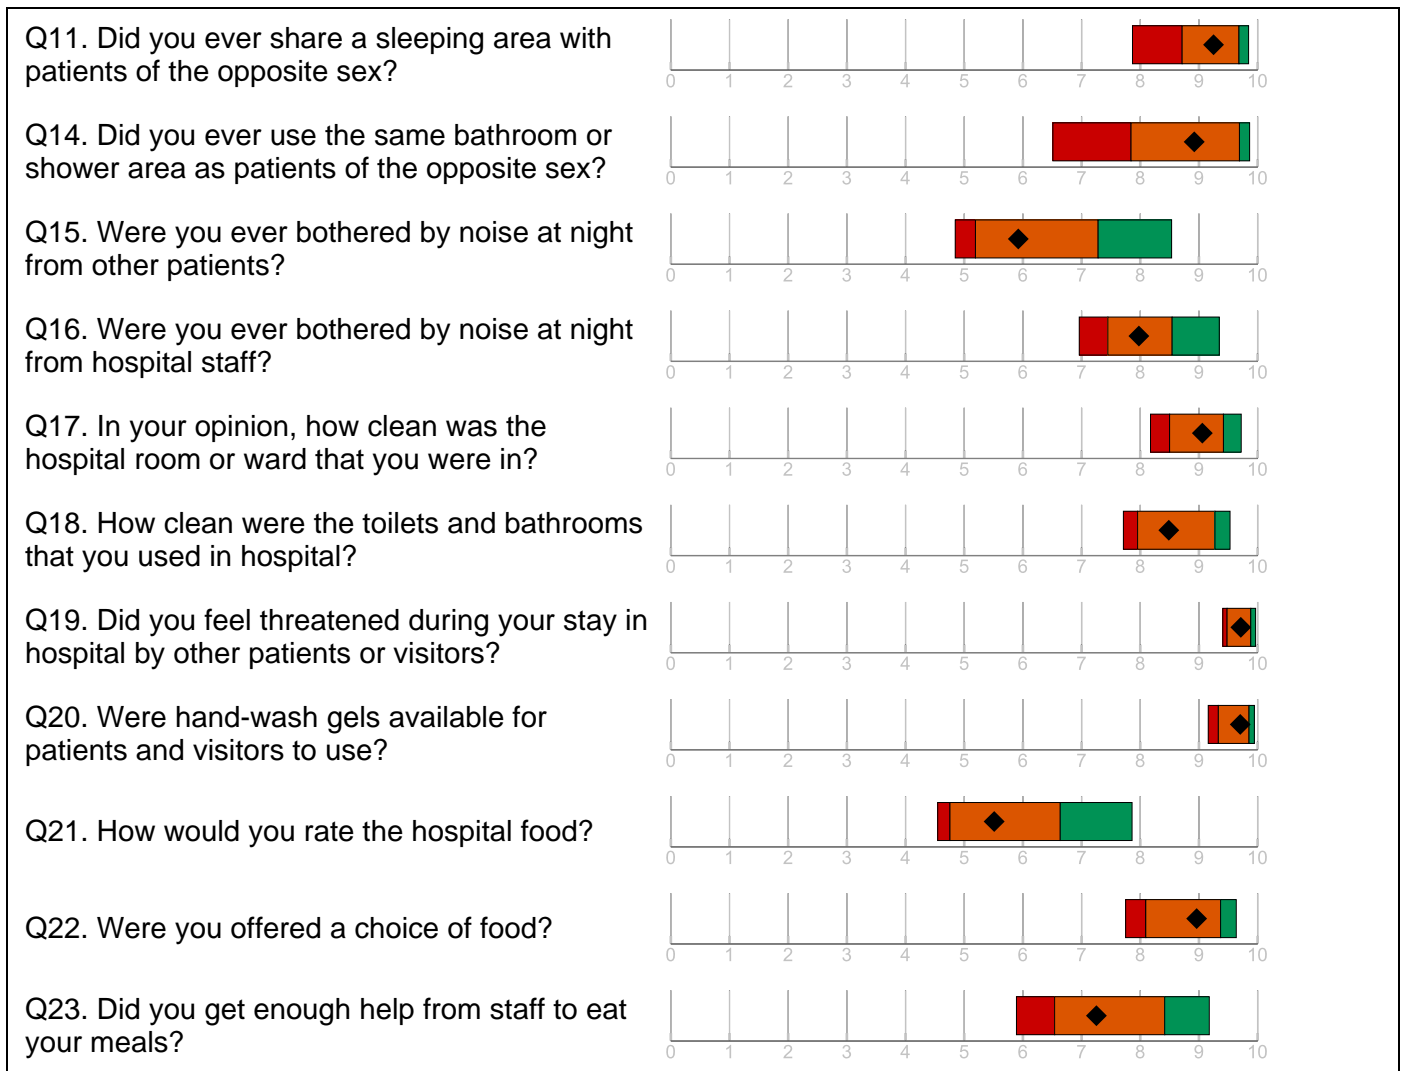 Q11. Did you ever share a sleeping area with
patients of the opposite sex?
0 1 2 3 4 5 6 7 8 9 10
Q14. Did you ever use the same bathroom or
shower area as patients of the opposite sex?
0 1 2 3 4 5 6 7 8 9 10
Q15. Were you ever bothered by noise at night
from other patients?
0 1 2 3 4 5 6 7 8 9 10
Q16. Were you ever bothered by noise at night
from hospital staff?
0 1 2 3 4 5 6 7 8 9 10
Q17. In your opinion, how clean was the
hospital room or ward that you were in?
0 1 2 3 4 5 6 7 8 9 10
Q18. How clean were the toilets and bathrooms
that you used in hospital?
0 1 2 3 4 5 6 7 8 9 10
Q19. Did you feel threatened during your stay in
hospital by other patients or visitors?
0 1 2 3 4 5 6 7 8 9 10
Q20. Were hand-wash gels available for
patients and visitors to use?
0 1 2 3 4 5 6 7 8 9 10
Q21. How would you rate the hospital food?
0 1 2 3 4 5 6 7 8 9 10
Q22. Were you offered a choice of food?
0 1 2 3 4 5 6 7 8 9 10
Q23. Did you get enough help from staff to eat
your meals?
0 1 2 3 4 5 6 7 8 9 10